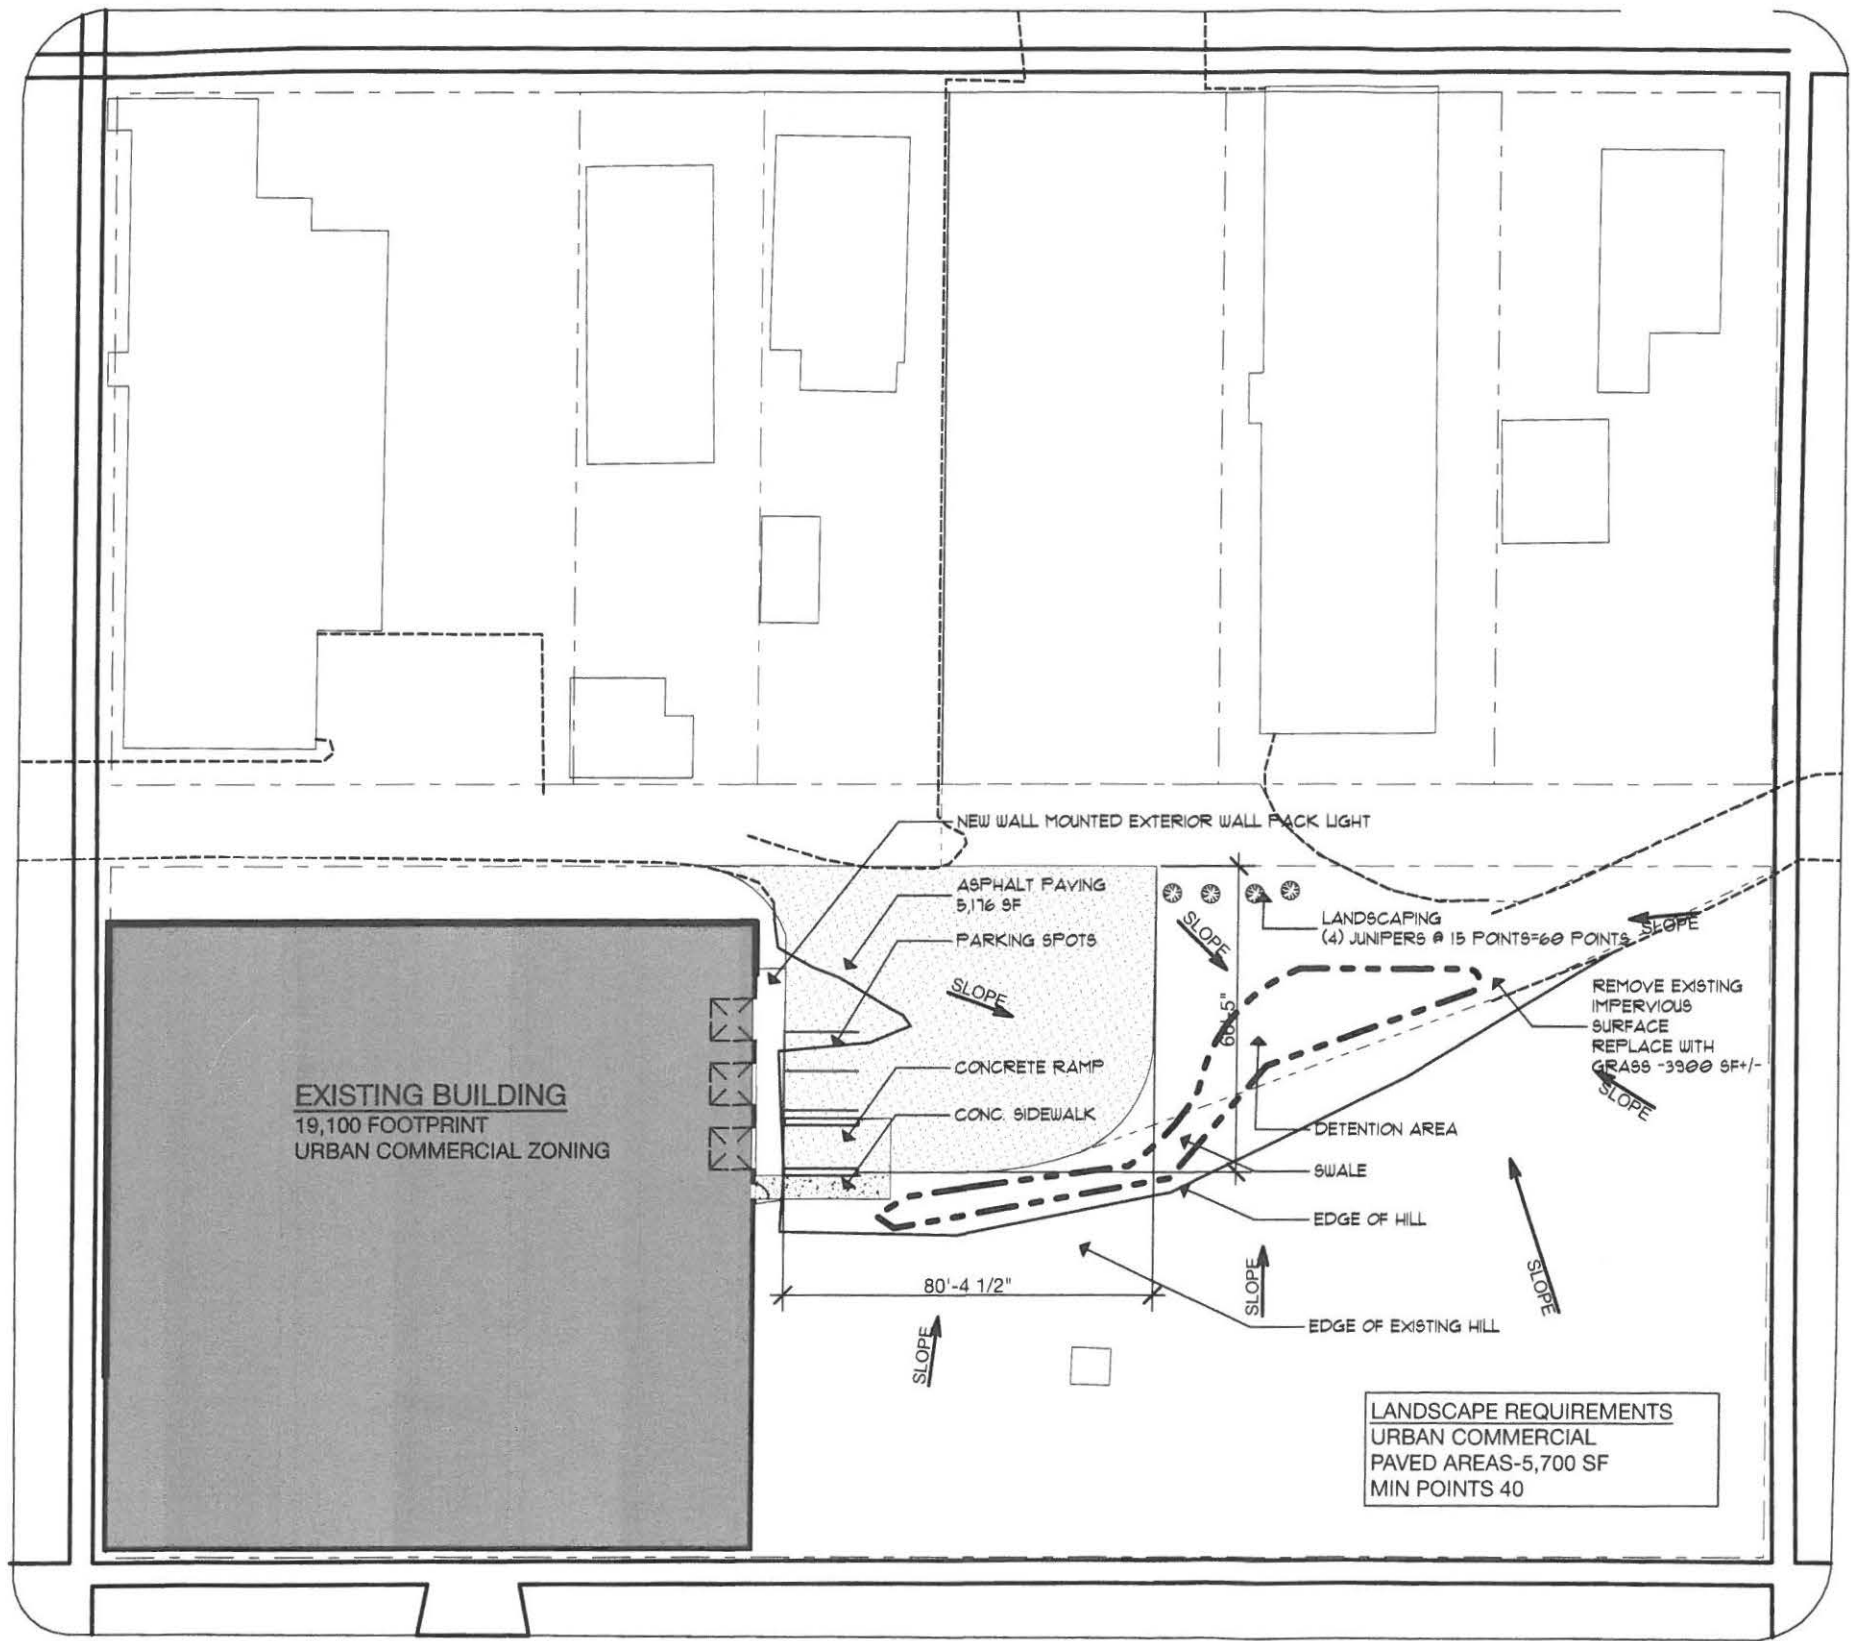 NEW WALL MOUNTED EXTERIOR WALL PACK LIGHT
ASPHALT PAVING
5,176 SF
PARKING SPOTS
SLOPE
CONCRETE RAMP
CONC. SIDEWALK
EXISTING BUILDING
19,100 FOOTPRINT
URBAN COMMERCIAL ZONING
SLOPE
LANDSCAPING
(4) JUNIPERS @ 15 POINTS=60 POINTS
SLOPE
REMOVE EXISTING
IMPERVIOUS
SURFACE
REPLACE WITH
GRASS -3900 SF+/-
SLOPE
DETENTION AREA
SWALE
EDGE OF HILL
80'-4 1/2"
SLOPE
SLOPE
EDGE OF EXISTING HILL
SLOPE
LANDSCAPE REQUIREMENTS
URBAN COMMERCIAL
PAVED AREAS-5,700 SF
MIN POINTS 40